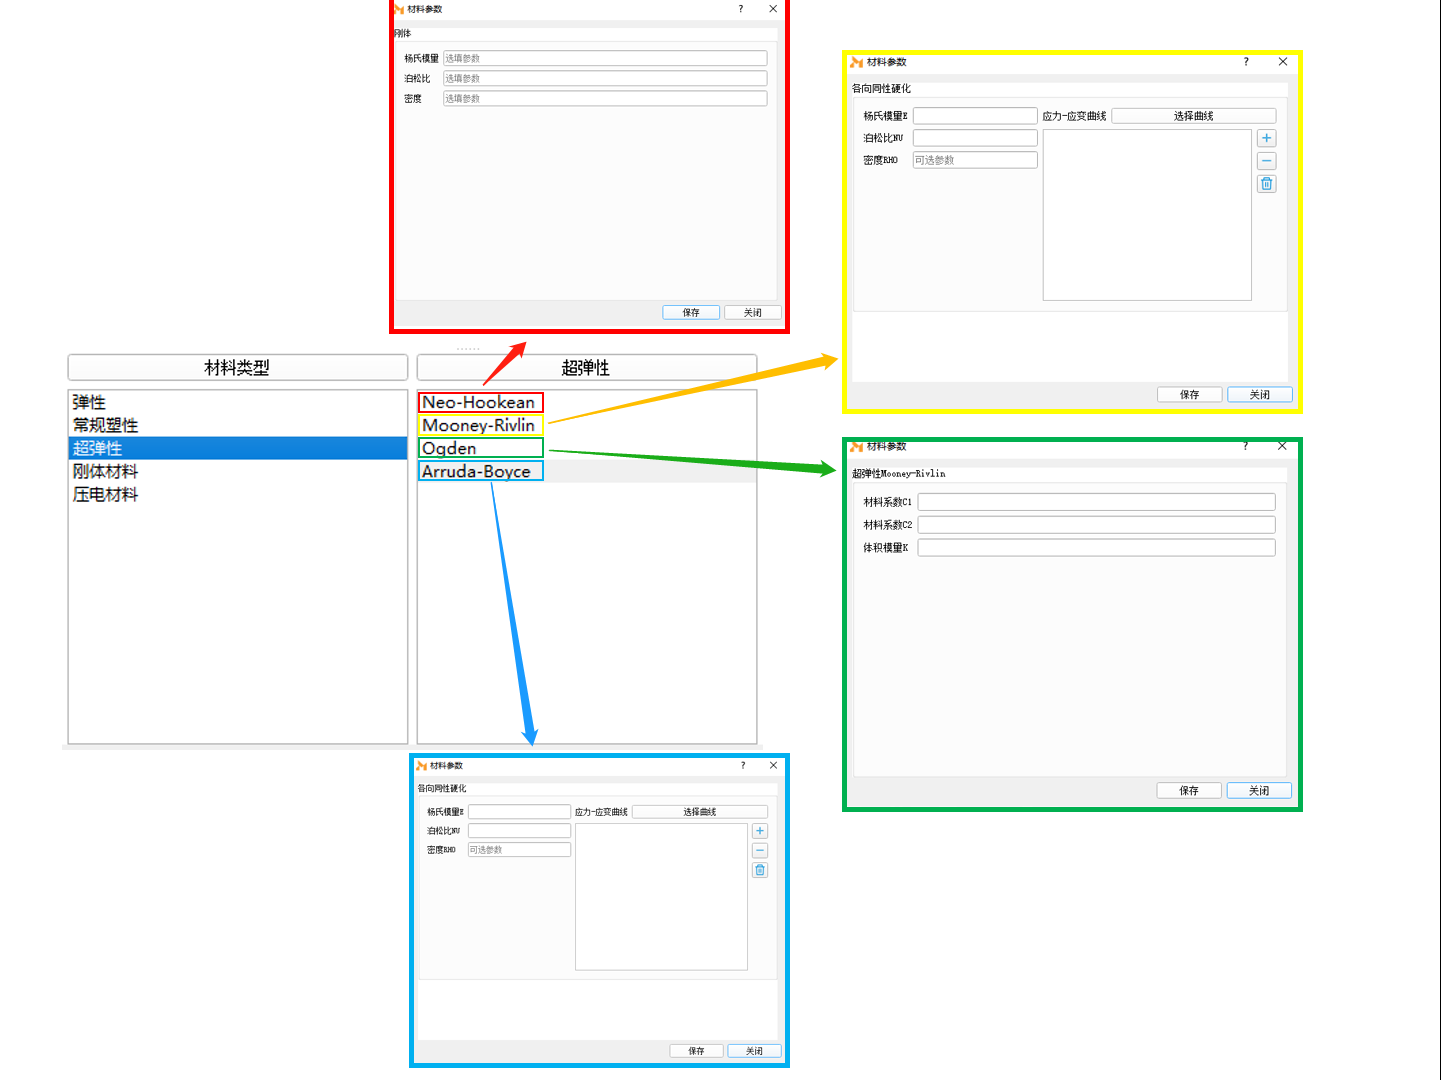 材料参数
?
刚体
杨氏模量 选填参数
泊松比 选填参数
密度 选填参数
保存 关闭
材料参数
?
各向同性硬化
杨氏模量E 应力-应变曲线 选择曲线
泊松比NU
密度RHO 可选参数
保存 关闭
材料类型 超弹性
弹性
常规塑性
超弹性
刚体材料
压电材料
Neo-Hookean
Mooney-Rivlin
Ogden
Arruda-Boyce
材料参数
?
超弹性Mooney-Rivlin
材料系数C1
材料系数C2
体积模量K
保存 关闭
材料参数
?
各向同性硬化
杨氏模量E 应力-应变曲线 选择曲线
泊松比NU
密度RHO 可选参数
保存 关闭